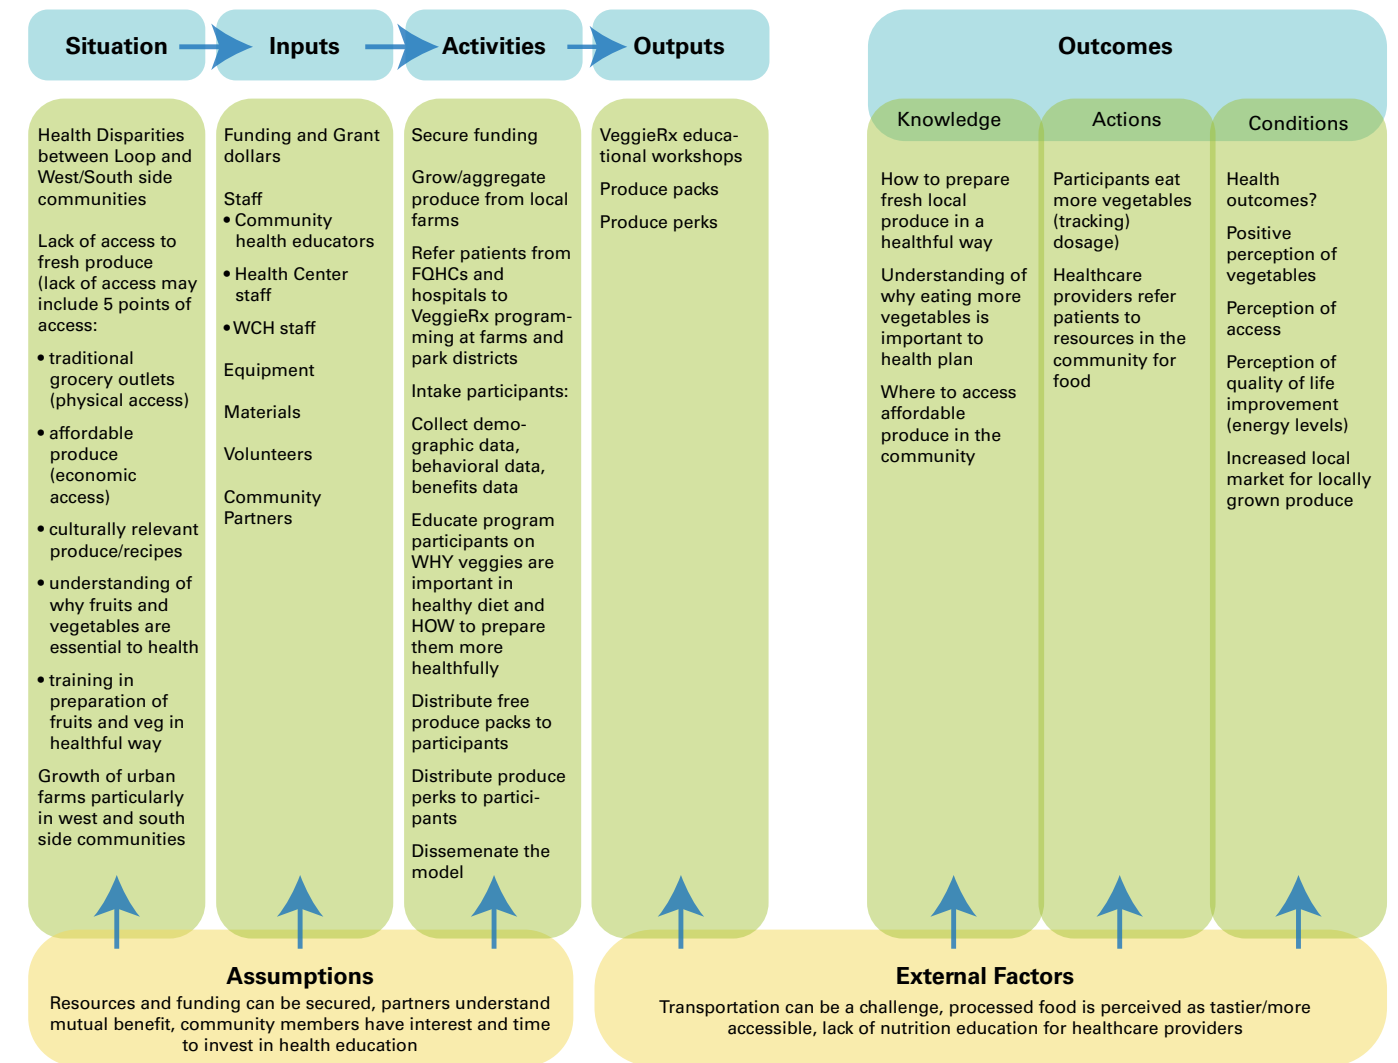 Situation
Inputs
Activities
Outputs
Outcomes
Health Disparities
between Loop and
West/South side
communities
Lack of access to
fresh produce
(lack of access may
include 5 points of
access:
• traditional
grocery outlets
(physical access)
• affordable
produce
(economic
access)
• culturally relevant
produce/recipes
• understanding of
why fruits and
vegetables are
essential to health
• training in
preparation of
fruits and veg in
healthful way
Growth of urban
farms particularly
in west and south
side communities
Funding and Grant
dollars
Staff
• Community
health educators
• Health Center
staff
• WCH staff
Equipment
Materials
Volunteers
Community
Partners
Secure funding
Grow/aggregate
produce from local
farms
Refer patients from
FQHCs and
hospitals to
VeggieRx program-
ming at farms and
park districts
Intake participants:
Collect demo-
graphic data,
behavioral data,
benefits data
Educate program
participants on
WHY veggies are
important in
healthy diet and
HOW to prepare
them more
healthfully
Distribute free
produce packs to
participants
Distribute produce
perks to partici-
pants
Dissemenate the
model
VeggieRx educa-
tional workshops
Produce packs
Produce perks
Knowledge
How to prepare
fresh local
produce in a
healthful way
Understanding of
why eating more
vegetables is
important to
health plan
Where to access
affordable
produce in the
community
Actions
Participants eat
more vegetables
(tracking)
dosage)
Healthcare
providers refer
patients to
resources in the
community for
food
Conditions
Health
outcomes?
Positive
perception of
vegetables
Perception of
access
Perception of
quality of life
improvement
(energy levels)
Increased local
market for locally
grown produce
Assumptions
Resources and funding can be secured, partners understand
mutual benefit, community members have interest and time
to invest in health education
External Factors
Transportation can be a challenge, processed food is perceived as tastier/more
accessible, lack of nutrition education for healthcare providers